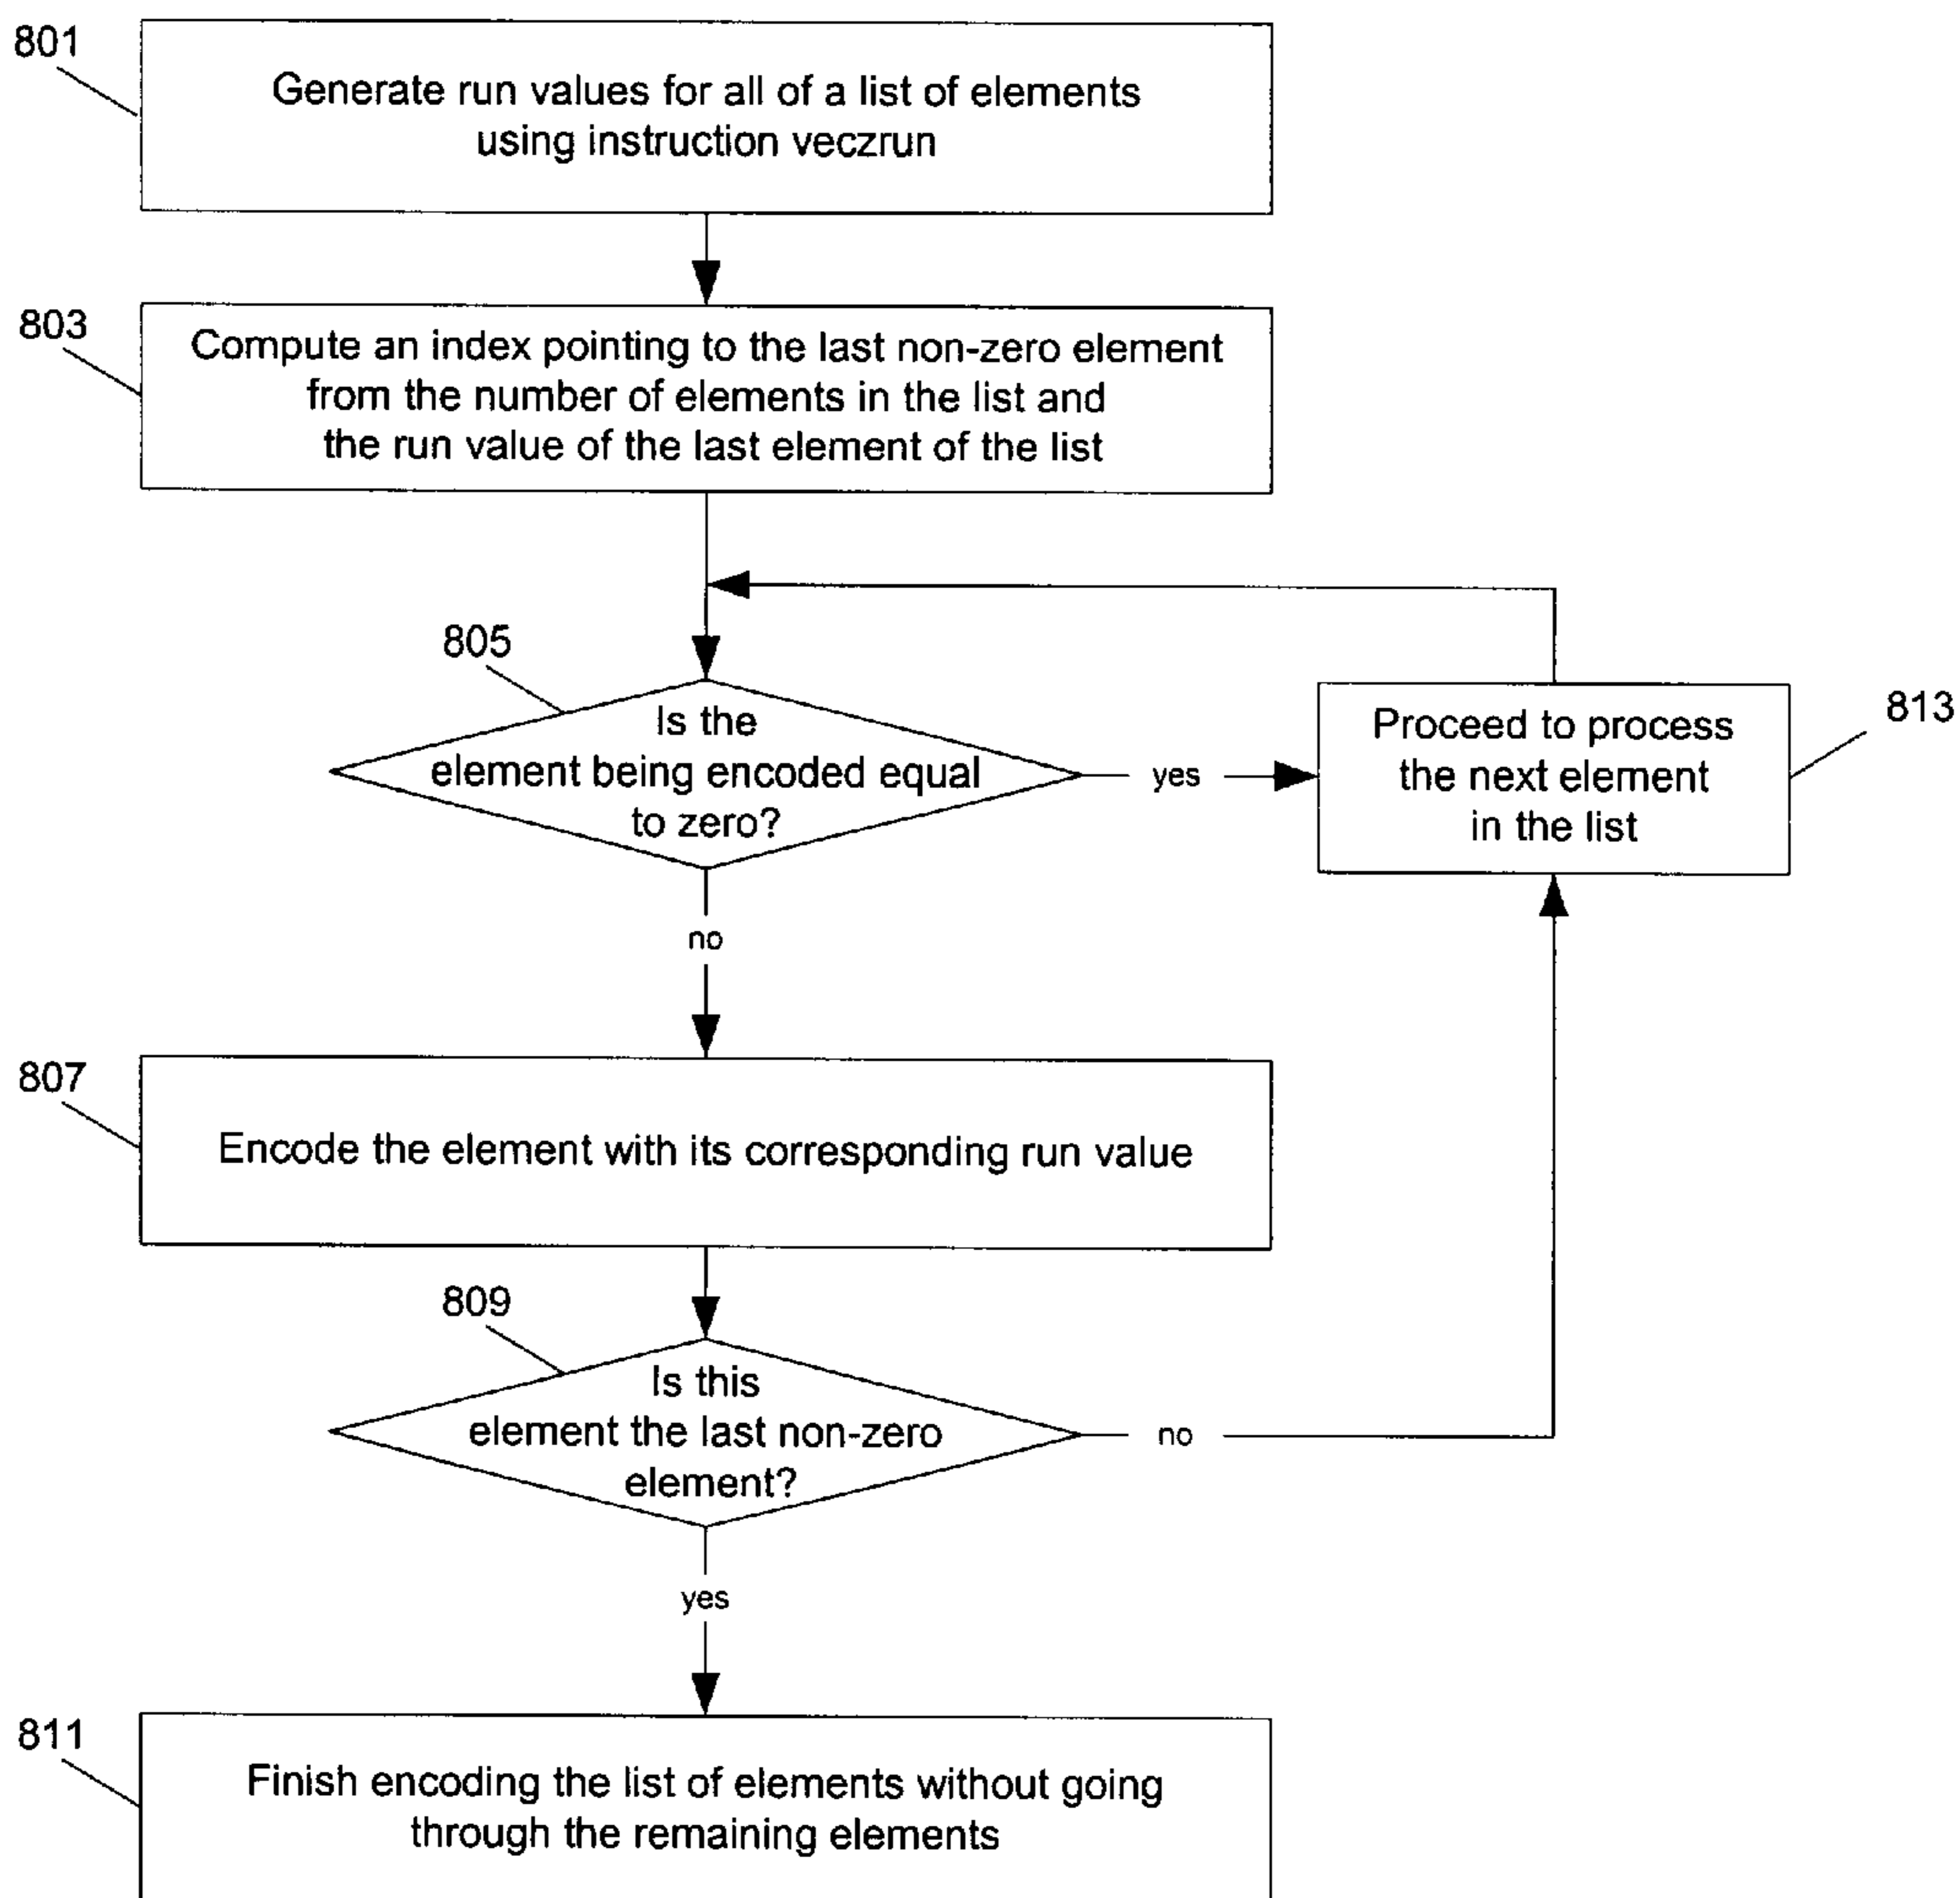 801
Generate run values for all of a list of elements
using instruction veczrun
803
Compute an index pointing to the last non-zero element
from the number of elements in the list and
the run value of the last element of the list
805
Is the
element being encoded equal
to zero?
yes
813
Proceed to process
the next element
in the list
no
807
Encode the element with its corresponding run value
809
Is this
element the last non-zero
element?
no
yes
811
Finish encoding the list of elements without going
through the remaining elements